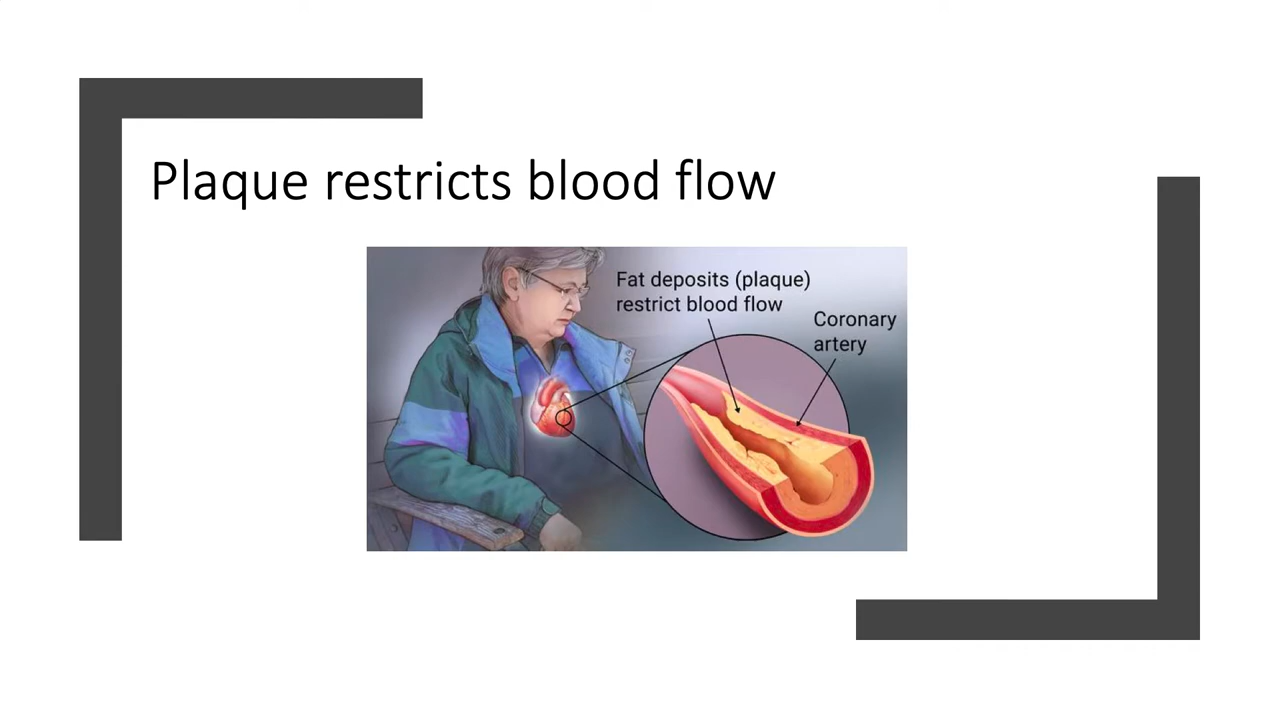 Plaque restricts blood flow
Fat deposits (plaque)
restrict blood flow
Coronary
artery